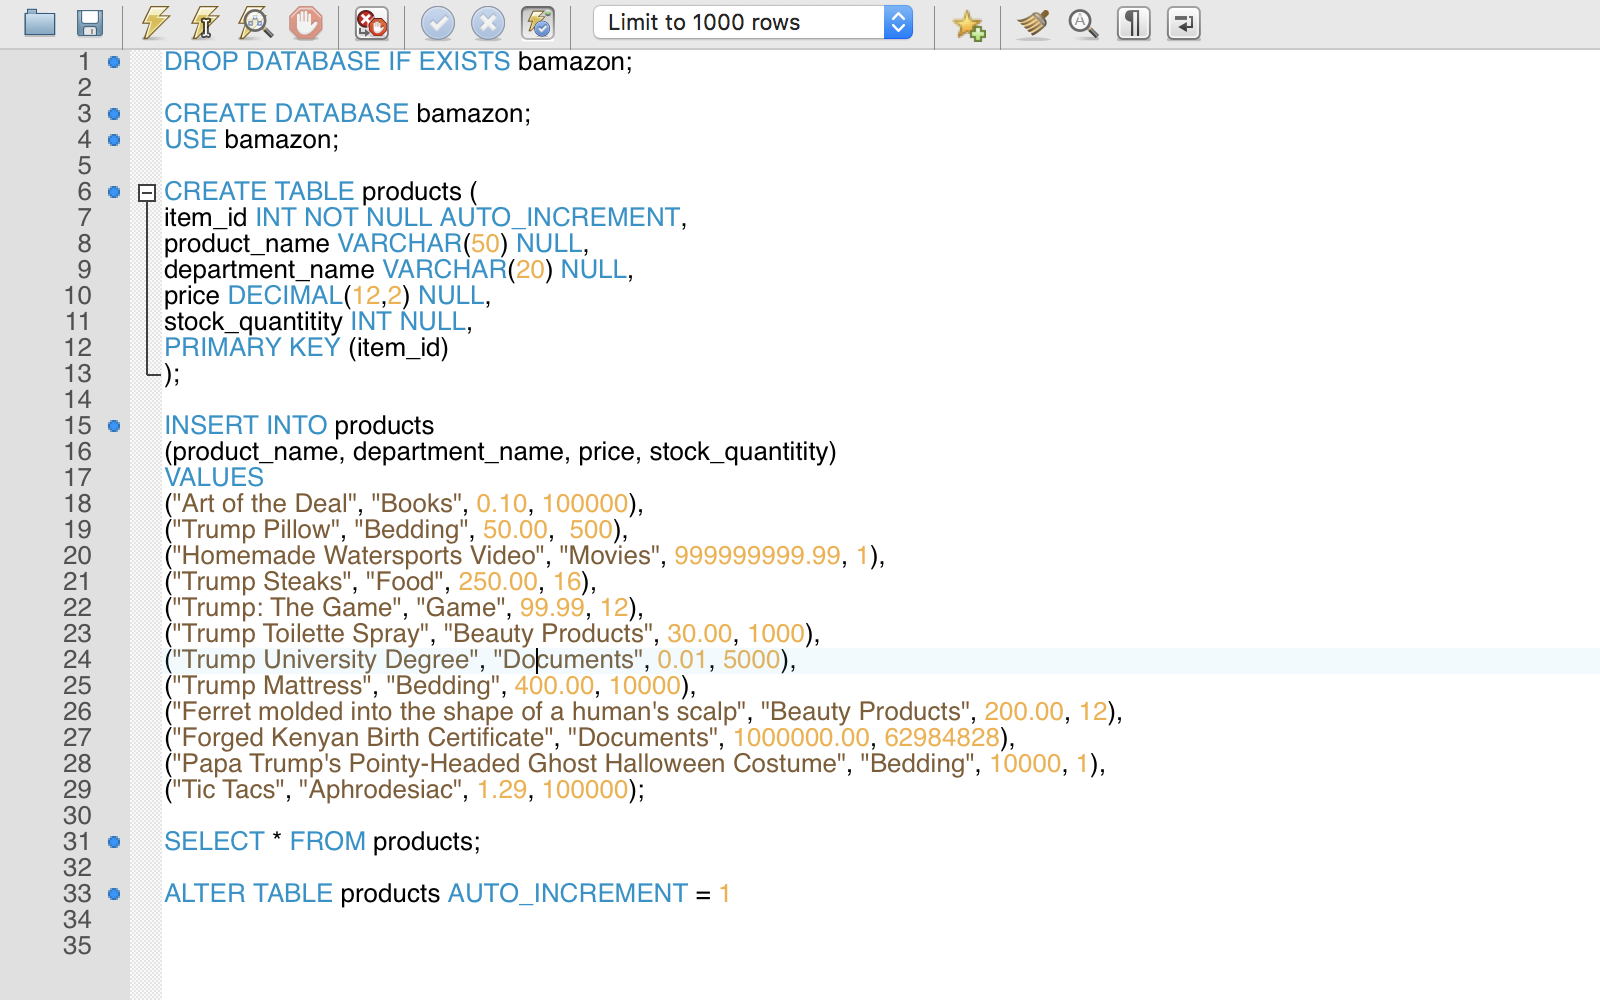 Limit to 1000 rows
1 DROP DATABASE IF EXISTS bamazon;
2
3 CREATE DATABASE bamazon;
4 USE bamazon;
5
6 CREATE TABLE products (
7 item_id INT NOT NULL AUTO_INCREMENT,
8 product_name VARCHAR(50) NULL,
9 department_name VARCHAR(20) NULL,
10 price DECIMAL(12,2) NULL,
11 stock_quantitity INT NULL,
12 PRIMARY KEY (item_id)
13 );
14
15 INSERT INTO products
16 (product_name, department_name, price, stock_quantitity)
17 VALUES
18 ("Art of the Deal", "Books", 0.10, 100000),
19 ("Trump Pillow", "Bedding", 50.00,  500),
20 ("Homemade Watersports Video", "Movies", 999999999.99, 1),
21 ("Trump Steaks", "Food", 250.00, 16),
22 ("Trump: The Game", "Game", 99.99, 12),
23 ("Trump Toilette Spray", "Beauty Products", 30.00, 1000),
24 ("Trump University Degree", "Documents", 0.01, 5000),
25 ("Trump Mattress", "Bedding", 400.00, 10000),
26 ("Ferret molded into the shape of a human's scalp", "Beauty Products", 200.00, 12),
27 ("Forged Kenyan Birth Certificate", "Documents", 1000000.00, 62984828),
28 ("Papa Trump's Pointy-Headed Ghost Halloween Costume", "Bedding", 10000, 1),
29 ("Tic Tacs", "Aphrodesiac", 1.29, 100000);
30
31 SELECT * FROM products;
32
33 ALTER TABLE products AUTO_INCREMENT = 1
34
35